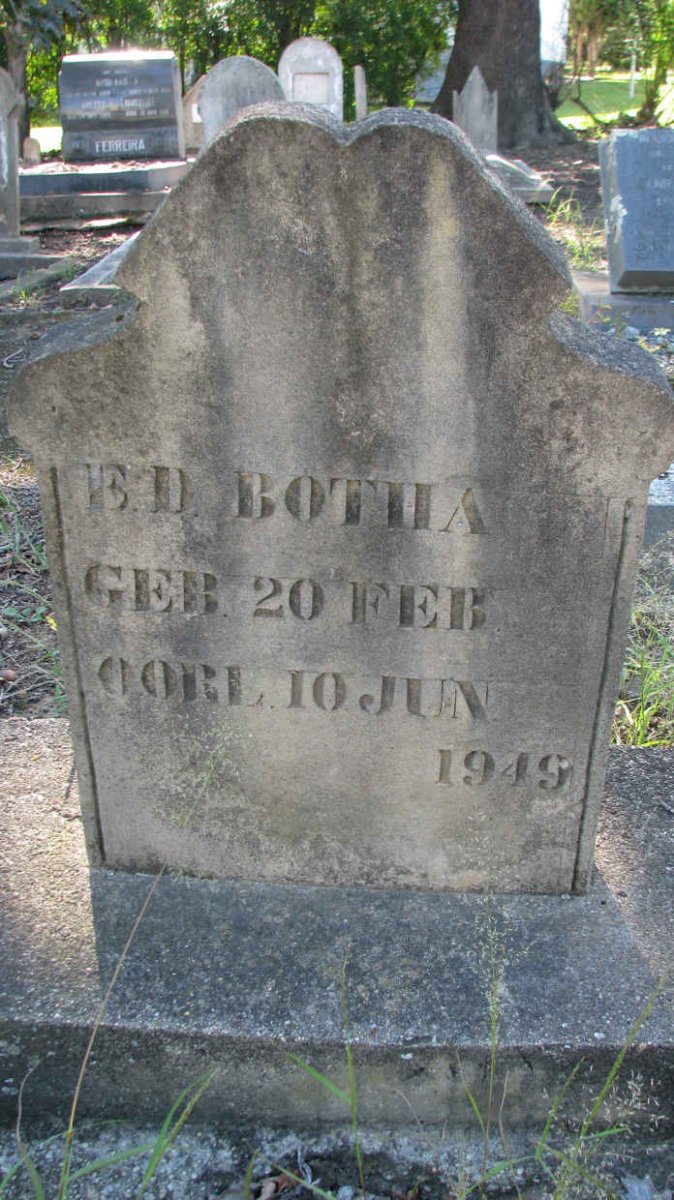 FERREIRA
E.D. BOTHA
GEB. 20 FEB
OORL. 10 JUN
1949